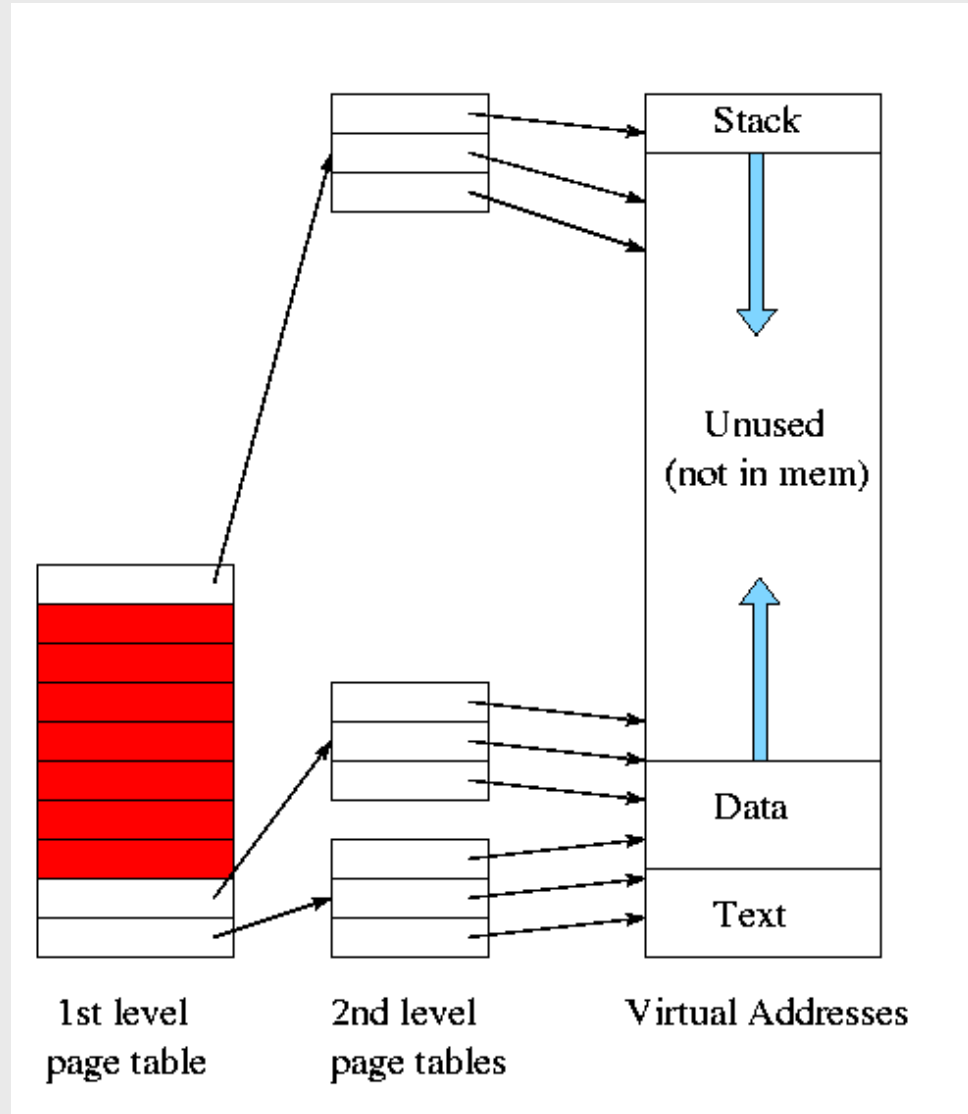 Stack
Unused
(not in mem)
Data
Text
1st level
page table
2nd level
page tables
Virtual Addresses